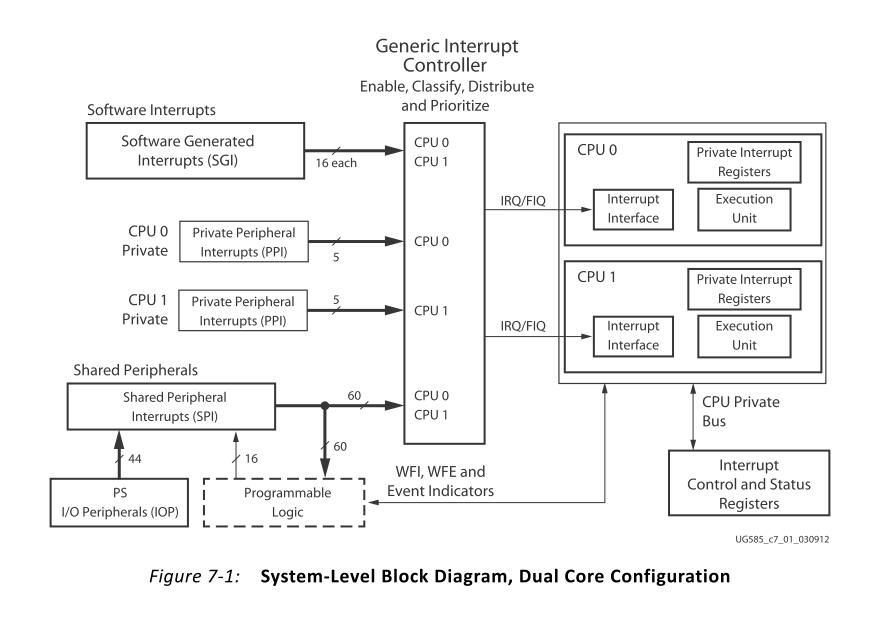 Generic Interrupt
Controller
Enable, Classify, Distribute
and Prioritize
Software Interrupts
Software Generated
Interrupts (SGI)
16 each
CPU 0
CPU 1
CPU 0
Private
Private Peripheral
Interrupts (PPI)
5
CPU 0
CPU 1
Private
Private Peripheral
Interrupts (PPI)
5
CPU 1
Shared Peripherals
Shared Peripheral
Interrupts (SPI)
60
CPU 0
CPU 1
44
16
60
PS
I/O Peripherals (IOP)
Programmable
Logic
WFI, WFE and
Event Indicators
IRQ/FIQ
CPU 0
Private Interrupt
Registers
Interrupt
Interface
Execution
Unit
IRQ/FIQ
CPU 1
Private Interrupt
Registers
Interrupt
Interface
Execution
Unit
CPU Private
Bus
Interrupt
Control and Status
Registers
UG585_c7_01_030912
Figure 7-1: System-Level Block Diagram, Dual Core Configuration